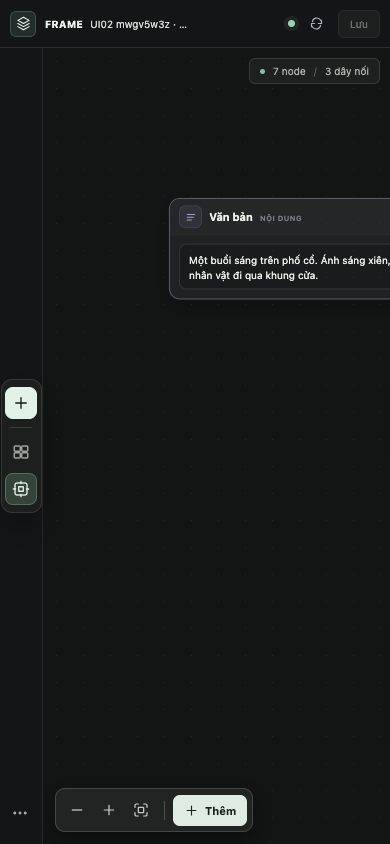 FRAME UI02 mwgv5w3z · ...
Lưu
7 node / 3 dây nối
Văn bản NỘI DUNG
Một buổi sáng trên phố cổ. Ánh sáng xiên,
nhân vật đi qua khung cửa.
Thêm